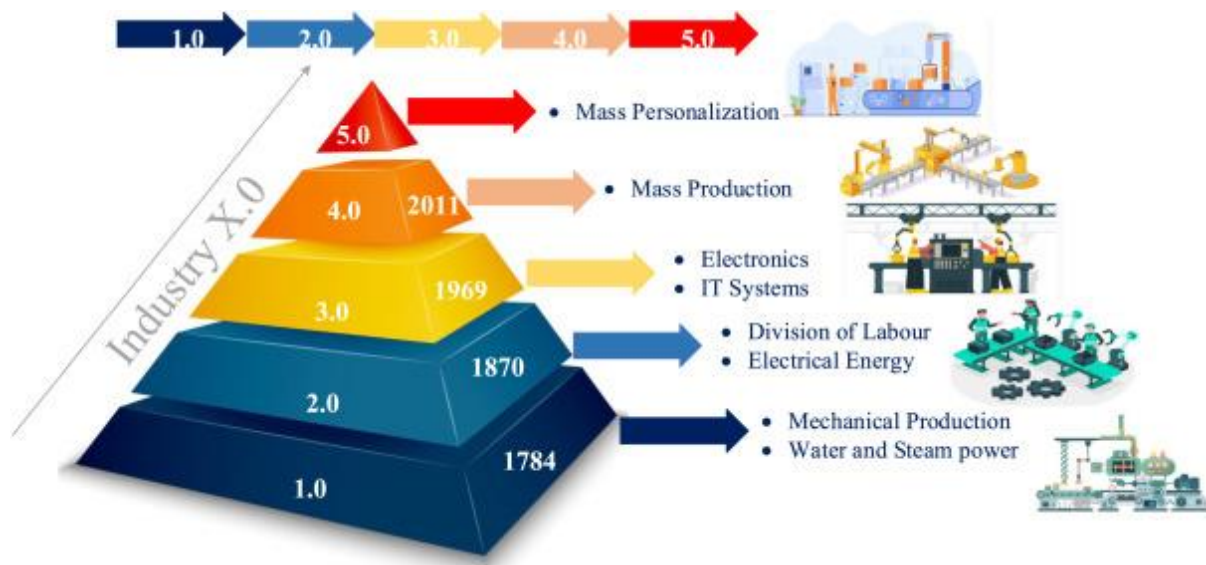 1.0 2.0 3.0 4.0 5.0
Industry X.0
5.0
• Mass Personalization
4.0 2011
• Mass Production
3.0 1969
• Electronics
• IT Systems
2.0 1870
• Division of Labour
• Electrical Energy
1.0 1784
• Mechanical Production
• Water and Steam power